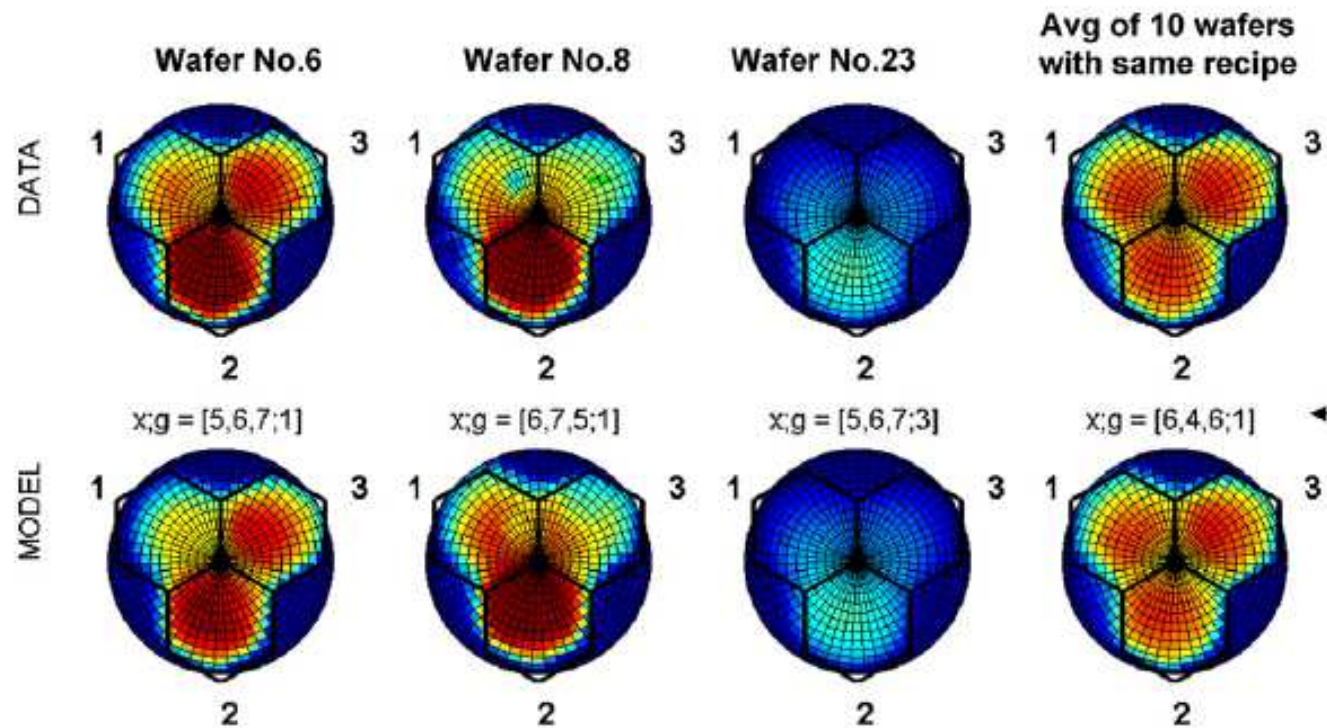 Wafer No.6
Wafer No.8
Wafer No.23
Avg of 10 wafers
with same recipe
DATA
1 3
1 3
1 3
1 3
2
2
2
2
x;g = [5,6,7;1]
x;g = [6,7,5;1]
x;g = [5,6,7;3]
x;g = [6,4,6;1]
MODEL
1 3
1 3
1 3
1 3
2
2
2
2